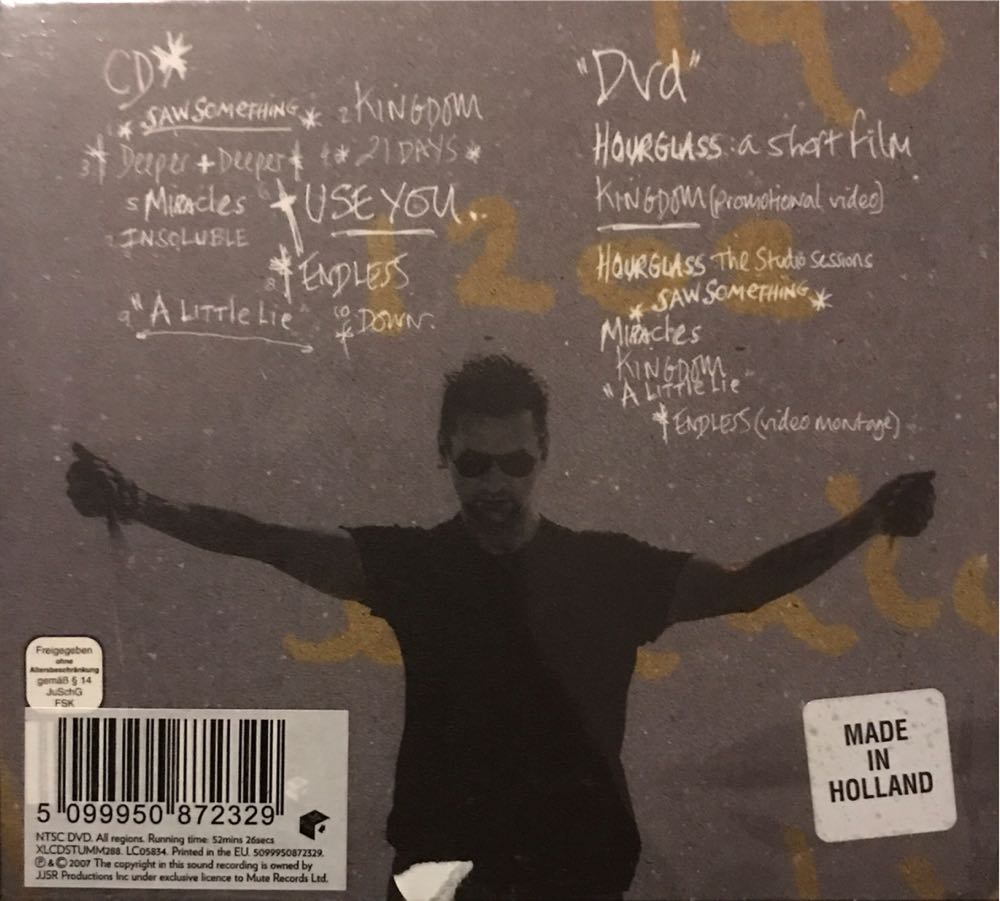 CD*
* SAW SOMETHING *
2 KINGDOM
3 * Deeper + Deeper *
4 * 21 DAYS *
5 Miracles
6 USE YOU..
7 INSOLUBLE
8 * ENDLESS
9 "A Little Lie
10 * DOWN.
"Dvd"
HOURGLASS: a short film
KINGDOM (promotional video)
HOURGLASS The Studio Sessions
* SAW SOMETHING *
Miracles
KINGDOM
"A Little Lie
* ENDLESS (video montage)
Freigegeben
ohne
Altersbeschränkung
gemäß § 14
JuSchG
FSK
5 099950 872329
NTSC DVD. All regions. Running time: 52mins 26secs
XLCDSTUMM288. LC05834. Printed in the EU. 5099950872329.
℗ & © 2007 The copyright in this sound recording is owned by
JJSR Productions Inc under exclusive licence to Mute Records Ltd.
MADE
IN
HOLLAND